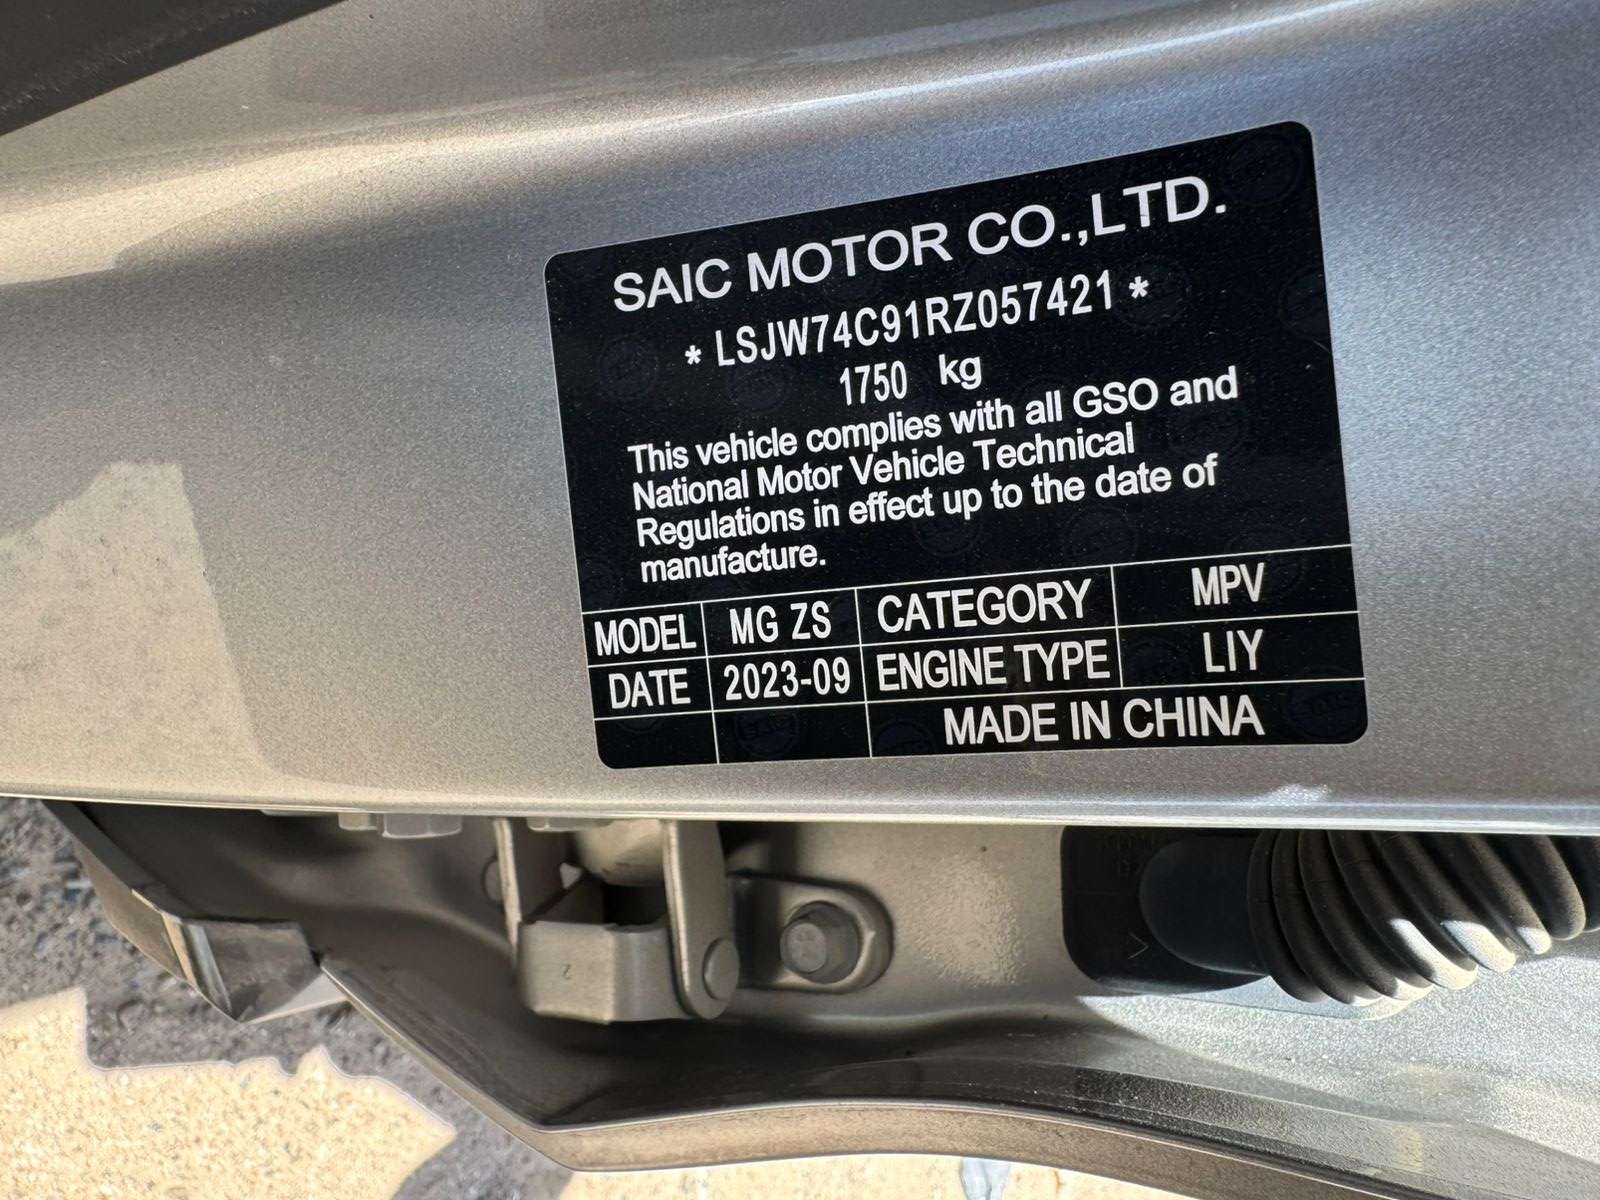 SAIC MOTOR CO.,LTD.
* LSJW74C91RZ057421 *
1750 kg
This vehicle complies with all GSO and
National Motor Vehicle Technical
Regulations in effect up to the date of
manufacture.
MODEL MG ZS CATEGORY MPV
DATE 2023-09 ENGINE TYPE LIY
MADE IN CHINA
2